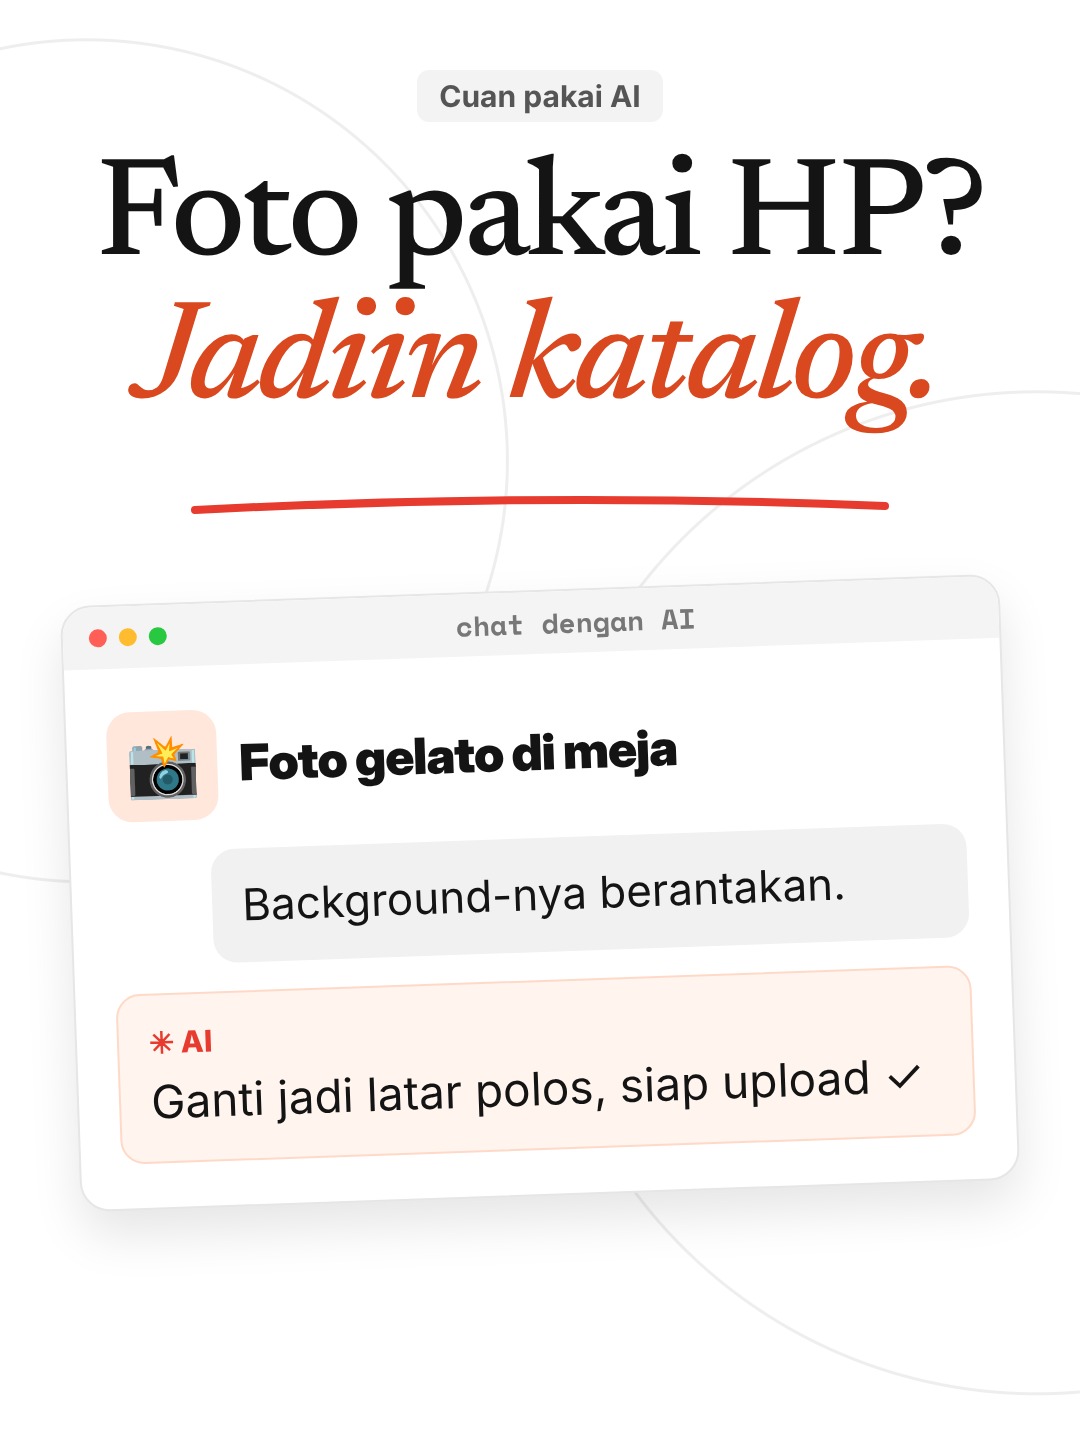 Cuan pakai AI
Foto pakai HP?
Jadiin katalog.
chat dengan AI
Foto gelato di meja
Background-nya berantakan.
✳ AI
Ganti jadi latar polos, siap upload ✓